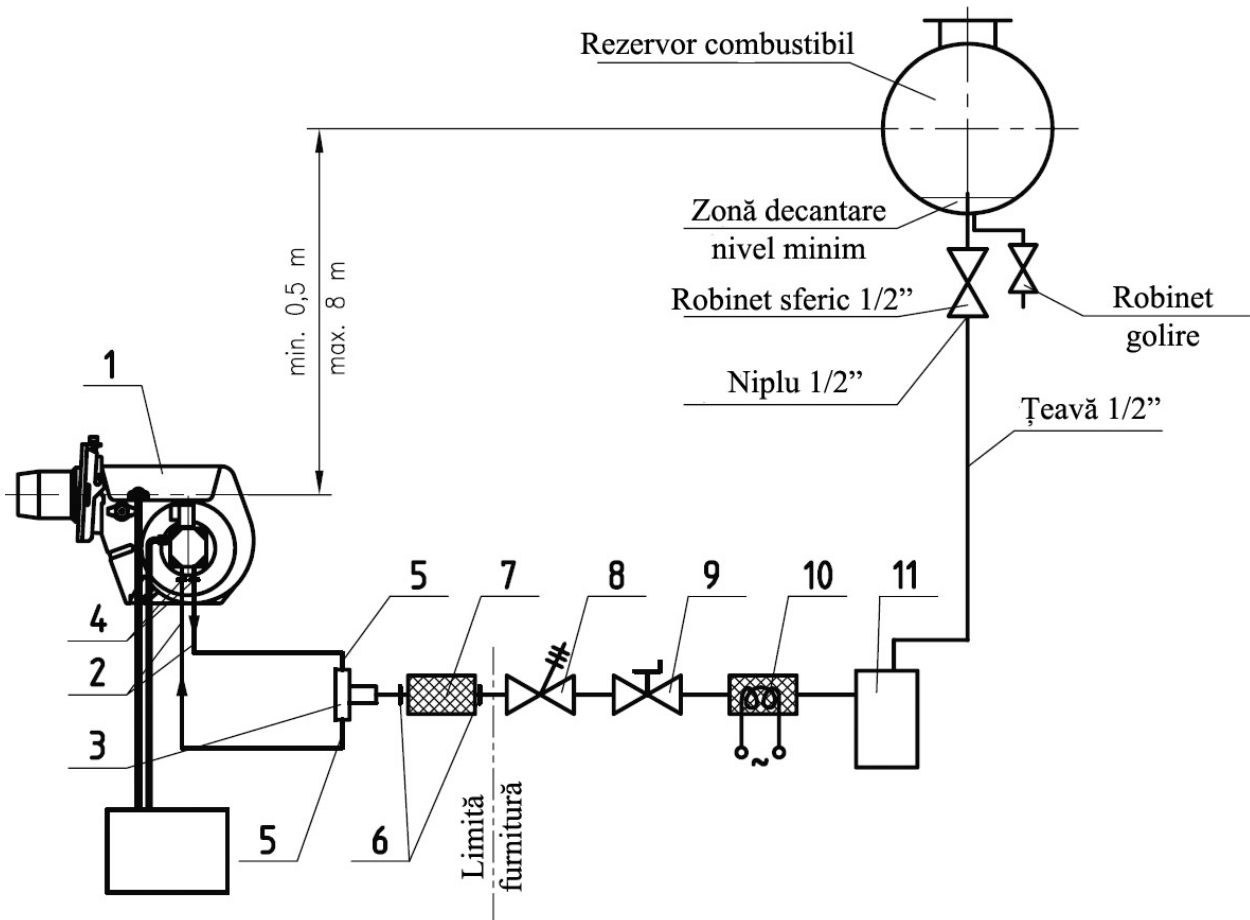 Rezervor combustibil
Zonă decantare
nivel minim
Robinet sferic 1/2”
Robinet
golire
Niplu 1/2”
Țeavă 1/2”
min. 0,5 m
max. 8 m
1
4
2
3
5
5
7
6
8
9
10
11
~
Limită
furnitură